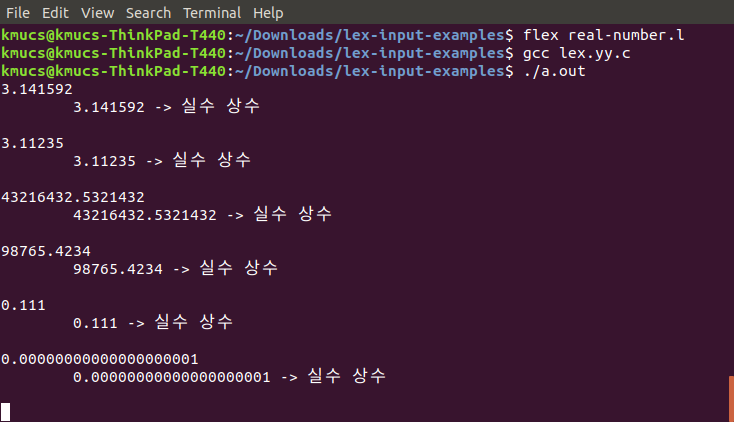 File Edit View Search Terminal Help
kmucs@kmucs-ThinkPad-T440:~/Downloads/lex-input-examples$ flex real-number.l
kmucs@kmucs-ThinkPad-T440:~/Downloads/lex-input-examples$ gcc lex.yy.c
kmucs@kmucs-ThinkPad-T440:~/Downloads/lex-input-examples$ ./a.out
3.141592
3.141592 -> 실수 상수
3.11235
3.11235 -> 실수 상수
43216432.5321432
43216432.5321432 -> 실수 상수
98765.4234
98765.4234 -> 실수 상수
0.111
0.111 -> 실수 상수
0.00000000000000000001
0.00000000000000000001 -> 실수 상수